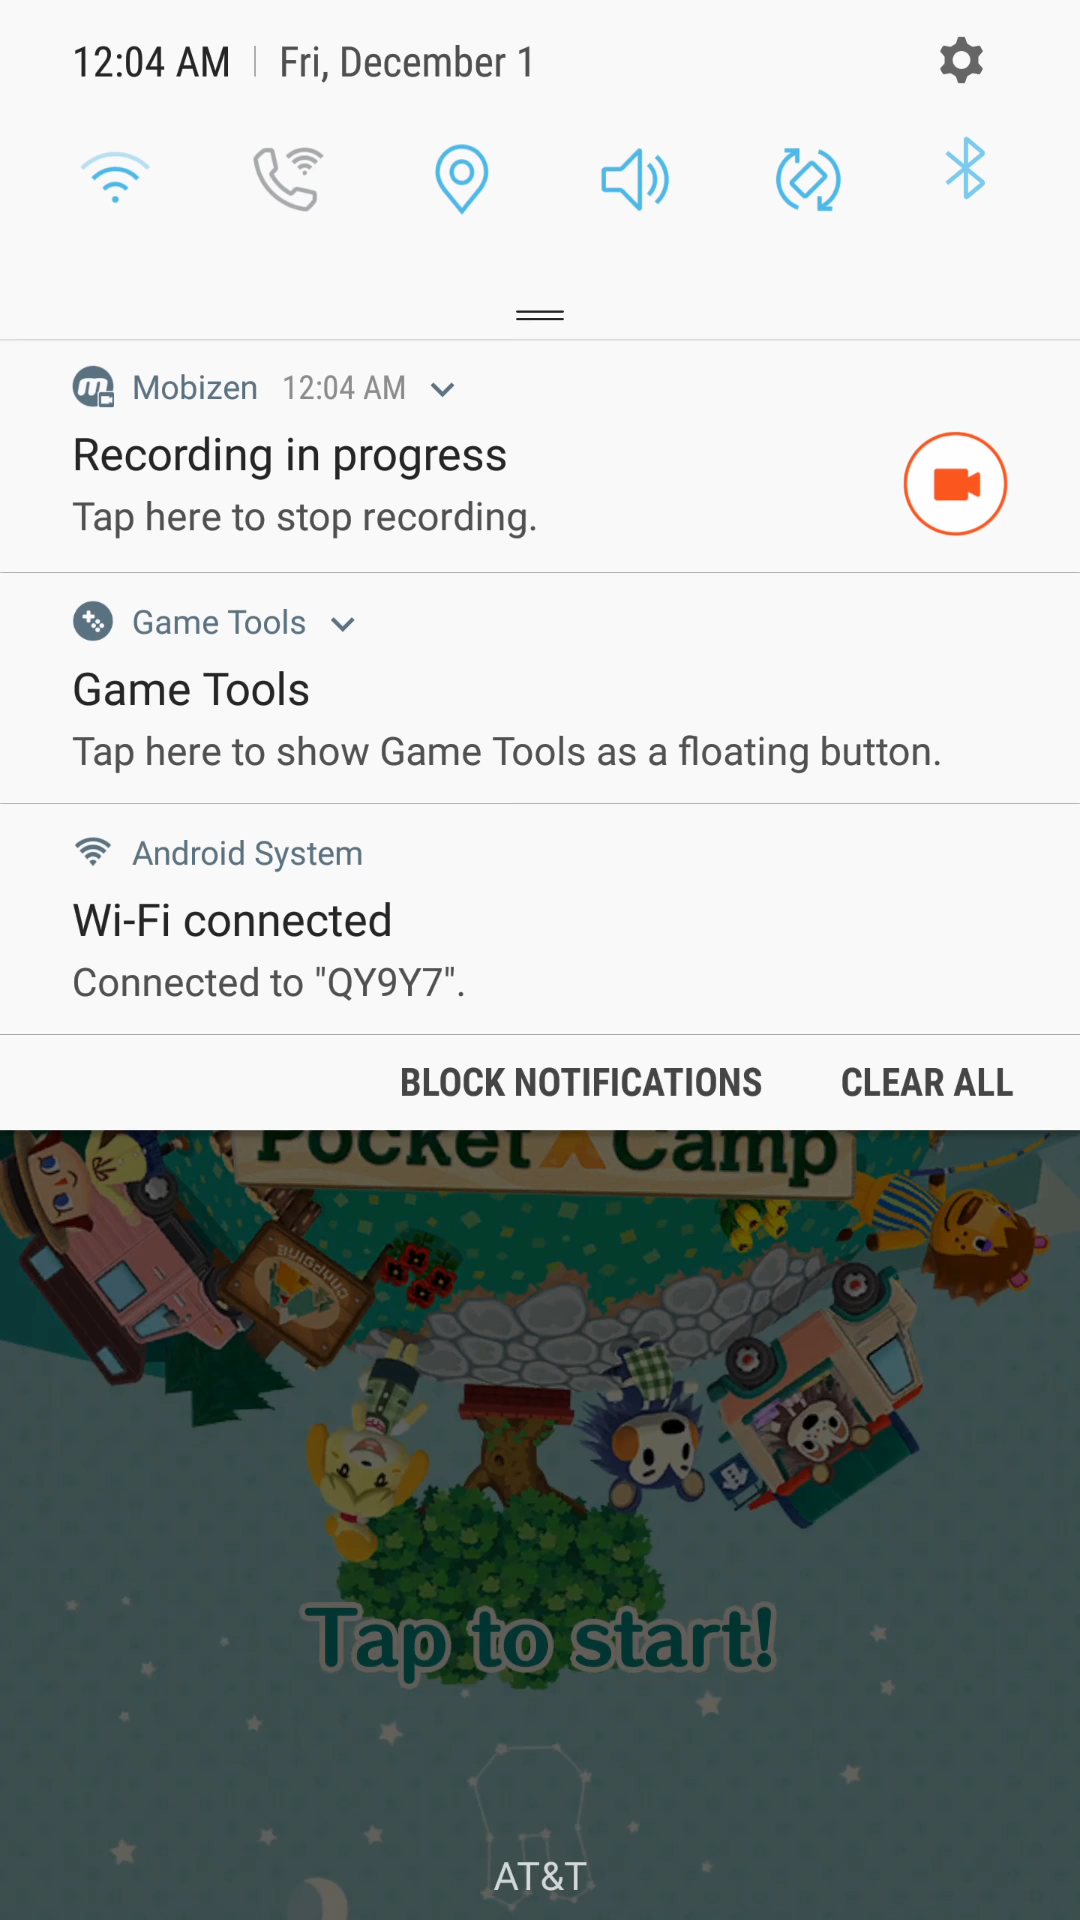 12:04 AM | Fri, December 1
Mobizen 12:04 AM
Recording in progress
Tap here to stop recording.
Game Tools
Game Tools
Tap here to show Game Tools as a floating button.
Android System
Wi-Fi connected
Connected to "QY9Y7".
BLOCK NOTIFICATIONS CLEAR ALL
Pocket Camp
Tap to start!
AT&T